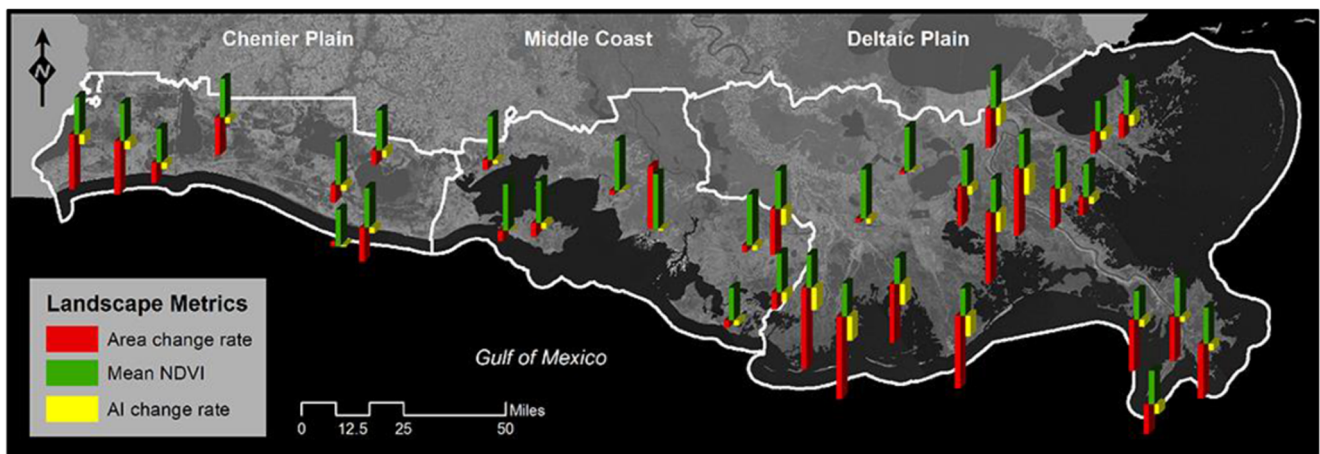 Chenier Plain
Middle Coast
Deltaic Plain
N
Landscape Metrics
Area change rate
Mean NDVI
AI change rate
Gulf of Mexico
Miles
0 12.5 25 50